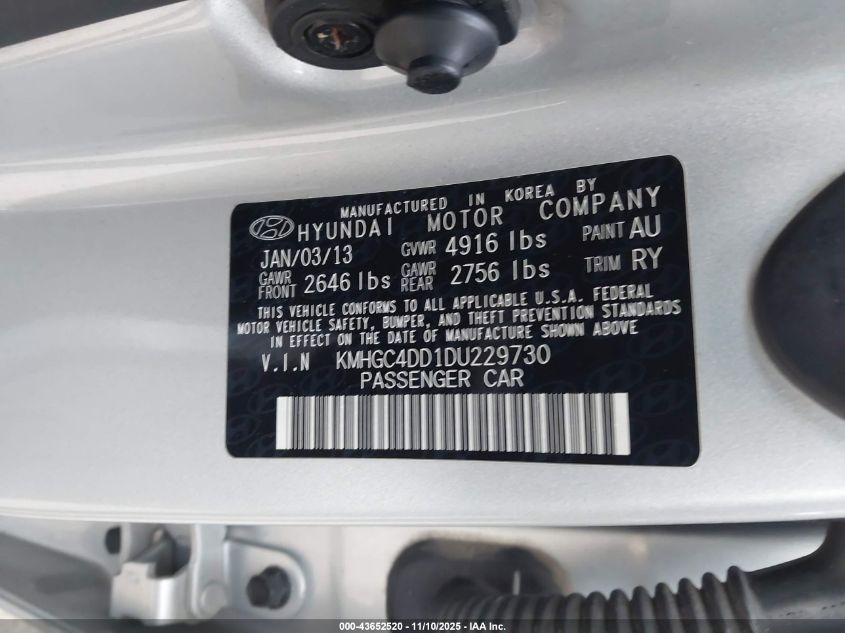 MANUFACTURED IN KOREA BY
HYUNDAI MOTOR COMPANY
JAN/03/13 GVWR 4916 lbs PAINT AU
GAWR FRONT 2646 lbs GAWR REAR 2756 lbs TRIM RY
THIS VEHICLE CONFORMS TO ALL APPLICABLE U.S.A. FEDERAL
MOTOR VEHICLE SAFETY, BUMPER, AND THEFT PREVENTION STANDARDS
IN EFFECT ON THE DATE OF MANUFACTURE SHOWN ABOVE
V.I.N KMHGC4DD1DU229730
PASSENGER CAR
000-43652520 - 11/10/2025 - IAA Inc.